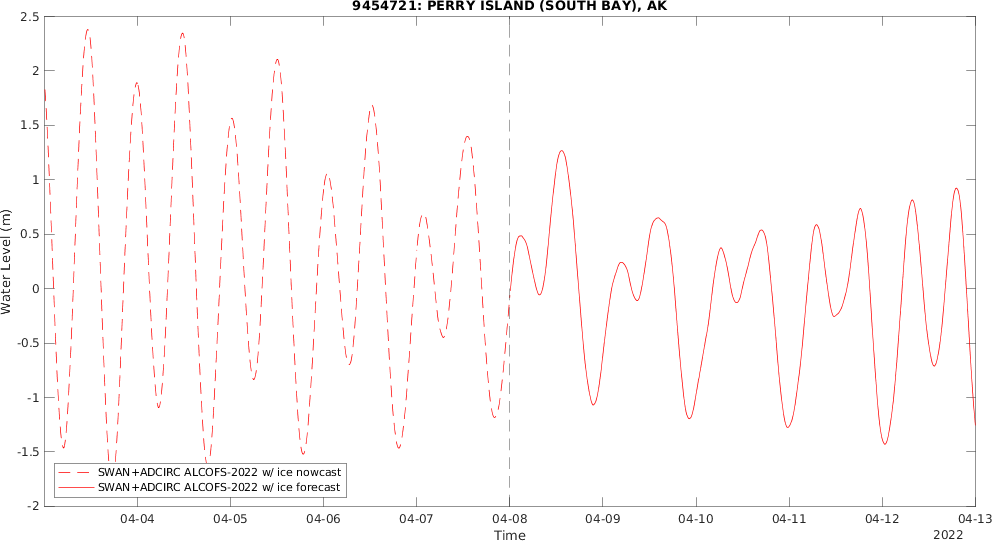 9454721: PERRY ISLAND (SOUTH BAY), AK
2.5
2
1.5
1
0.5
0
-0.5
-1
-1.5
-2
Water Level (m)
SWAN+ADCIRC ALCOFS-2022 w/ ice nowcast
SWAN+ADCIRC ALCOFS-2022 w/ ice forecast
04-04 04-05 04-06 04-07 04-08 04-09 04-10 04-11 04-12 04-13
Time
2022